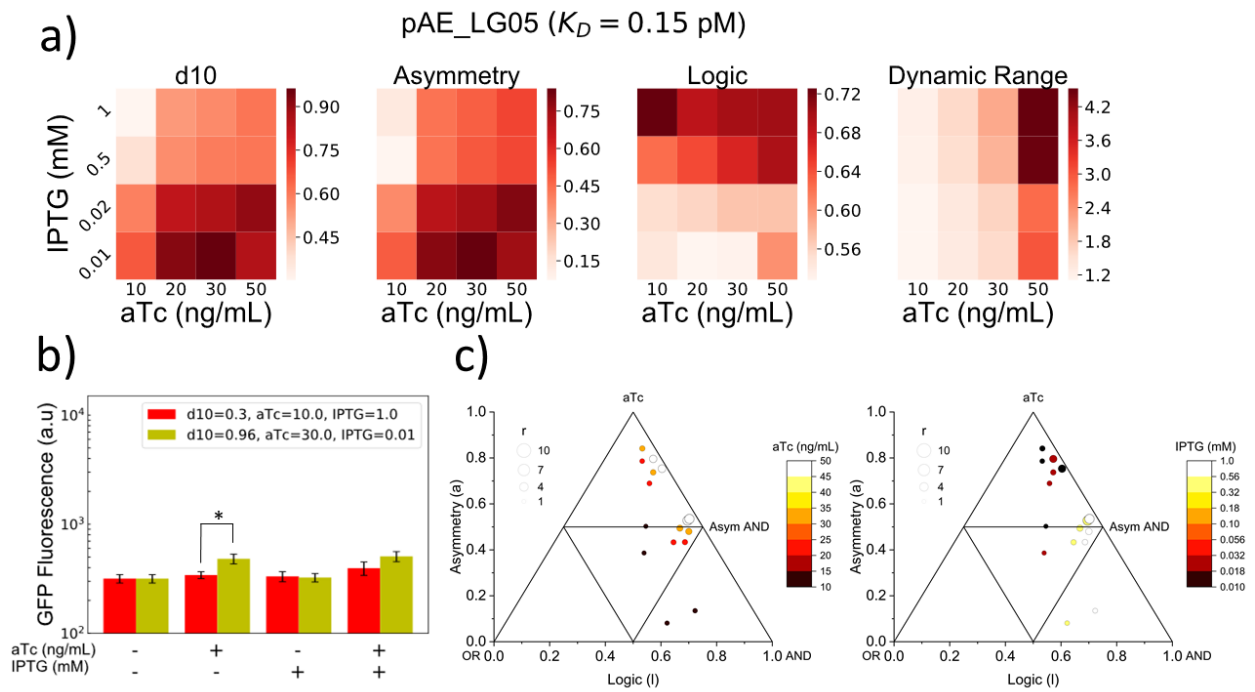 a)
pAE_LG05 (K_D = 0.15 pM)
d10
Asymmetry
Logic
Dynamic Range
IPTG (mM)
1
0.5
0.02
0.01
0.90
0.75
0.60
0.45
0.75
0.60
0.45
0.30
0.15
0.72
0.68
0.64
0.60
0.56
4.2
3.6
3.0
2.4
1.8
1.2
10 20 30 50
10 20 30 50
10 20 30 50
10 20 30 50
aTc (ng/mL)
aTc (ng/mL)
aTc (ng/mL)
aTc (ng/mL)
b)
GFP Fluorescence (a.u)
10^4
10^3
10^2
d10=0.3, aTc=10.0, IPTG=1.0
d10=0.96, aTc=30.0, IPTG=0.01
*
aTc (ng/mL) - + - +
IPTG (mM) - - + +
c)
aTc
Asymmetry (a)
1.0
0.8
0.6
0.4
0.2
0.0
r
10
7
4
1
Asym AND
aTc (ng/mL)
50
45
40
35
30
25
20
15
10
OR 0.0 0.2 0.4 0.6 0.8 1.0 AND
Logic (l)
aTc
Asymmetry (a)
1.0
0.8
0.6
0.4
0.2
0.0
r
10
7
4
1
Asym AND
IPTG (mM)
1.0
0.56
0.32
0.18
0.10
0.056
0.032
0.018
0.010
OR 0.0 0.2 0.4 0.6 0.8 1.0 AND
Logic (l)